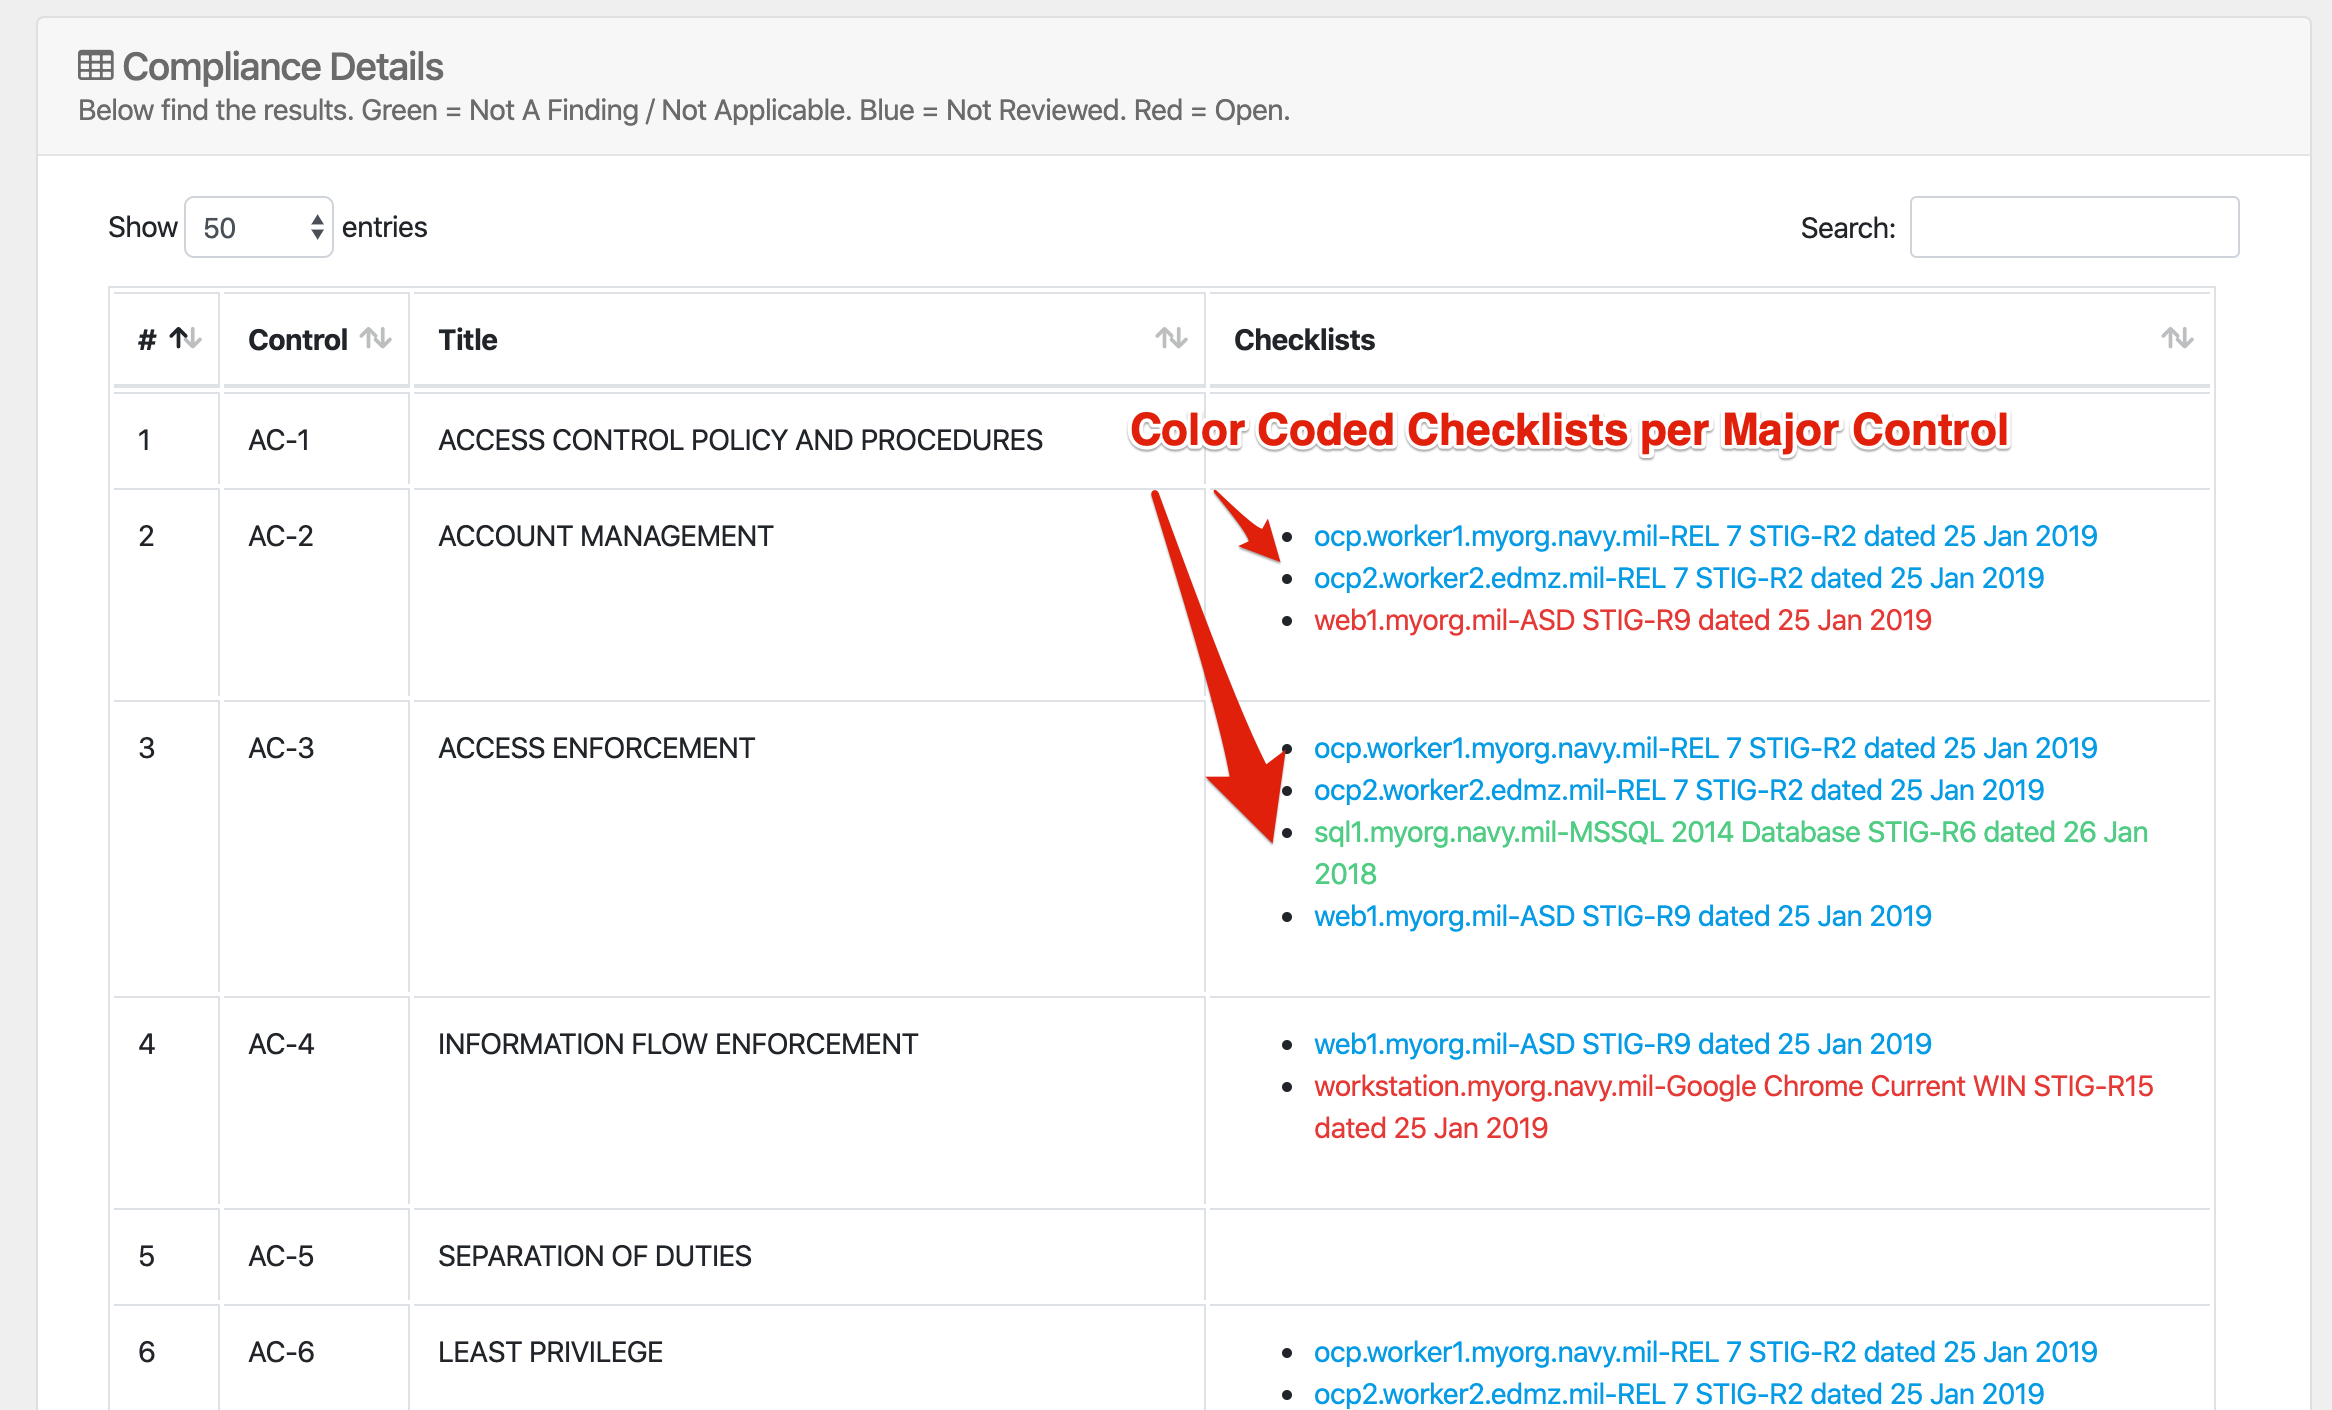 Compliance Details
Below find the results. Green = Not A Finding / Not Applicable. Blue = Not Reviewed. Red = Open.
Show 50 entries
Search:
# Control Title Checklists
Color Coded Checklists per Major Control
1 AC-1 ACCESS CONTROL POLICY AND PROCEDURES
2 AC-2 ACCOUNT MANAGEMENT
ocp.worker1.myorg.navy.mil-REL 7 STIG-R2 dated 25 Jan 2019
ocp2.worker2.edmz.mil-REL 7 STIG-R2 dated 25 Jan 2019
web1.myorg.mil-ASD STIG-R9 dated 25 Jan 2019
3 AC-3 ACCESS ENFORCEMENT
ocp.worker1.myorg.navy.mil-REL 7 STIG-R2 dated 25 Jan 2019
ocp2.worker2.edmz.mil-REL 7 STIG-R2 dated 25 Jan 2019
sql1.myorg.navy.mil-MSSQL 2014 Database STIG-R6 dated 26 Jan
2018
web1.myorg.mil-ASD STIG-R9 dated 25 Jan 2019
4 AC-4 INFORMATION FLOW ENFORCEMENT
web1.myorg.mil-ASD STIG-R9 dated 25 Jan 2019
workstation.myorg.navy.mil-Google Chrome Current WIN STIG-R15
dated 25 Jan 2019
5 AC-5 SEPARATION OF DUTIES
6 AC-6 LEAST PRIVILEGE
ocp.worker1.myorg.navy.mil-REL 7 STIG-R2 dated 25 Jan 2019
ocp2.worker2.edmz.mil-REL 7 STIG-R2 dated 25 Jan 2019